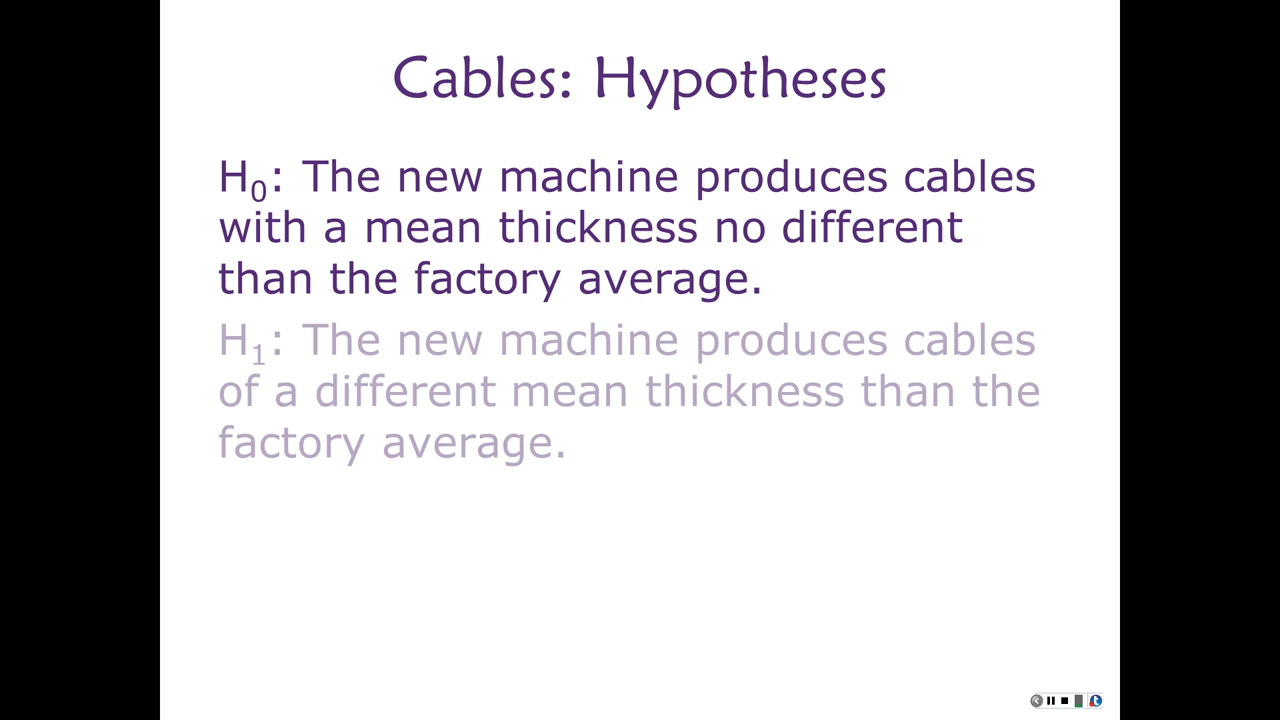 Cables: Hypotheses
H₀: The new machine produces cables
with a mean thickness no different
than the factory average.
H₁: The new machine produces cables
of a different mean thickness than the
factory average.